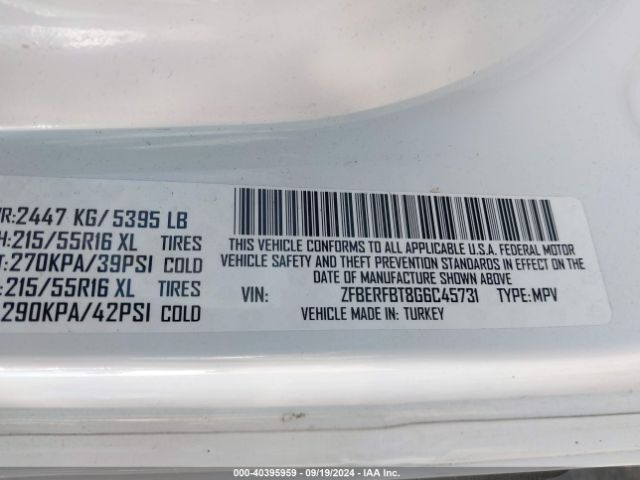 VR:2447 KG/5395 LB
H:215/55R16 XL TIRES
T:270KPA/39PSI COLD
:215/55R16 XL TIRES
290KPA/42PSI COLD
THIS VEHICLE CONFORMS TO ALL APPLICABLE U.S.A. FEDERAL MOTOR
VEHICLE SAFETY AND THEFT PREVENTION STANDARDS IN EFFECT ON THE
DATE OF MANUFACTURE SHOWN ABOVE
VIN: ZFBERFBT8G6C45731 TYPE:MPV
VEHICLE MADE IN: TURKEY
000-40395959 - 09/19/2024 - IAA Inc.